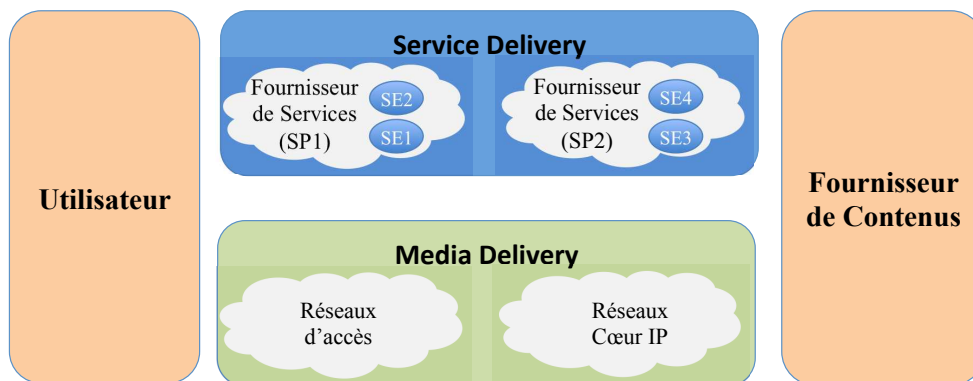 Utilisateur
Service Delivery
Fournisseur
de Services
(SP1)
SE2
SE1
Fournisseur
de Services
(SP2)
SE4
SE3
Media Delivery
Réseaux
d’accès
Réseaux
Cœur IP
Fournisseur
de Contenus